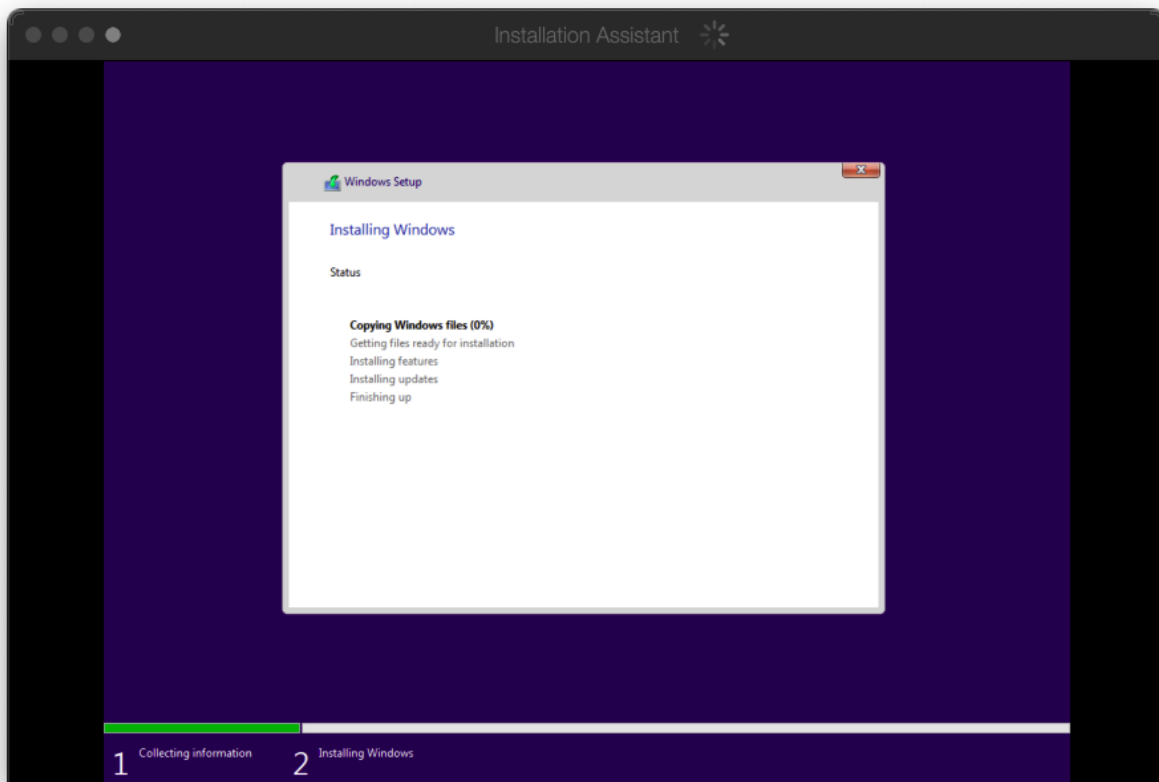 Installation Assistant
Windows Setup
x
Installing Windows
Status
Copying Windows files (0%)
Getting files ready for installation
Installing features
Installing updates
Finishing up
1 Collecting information 2 Installing Windows